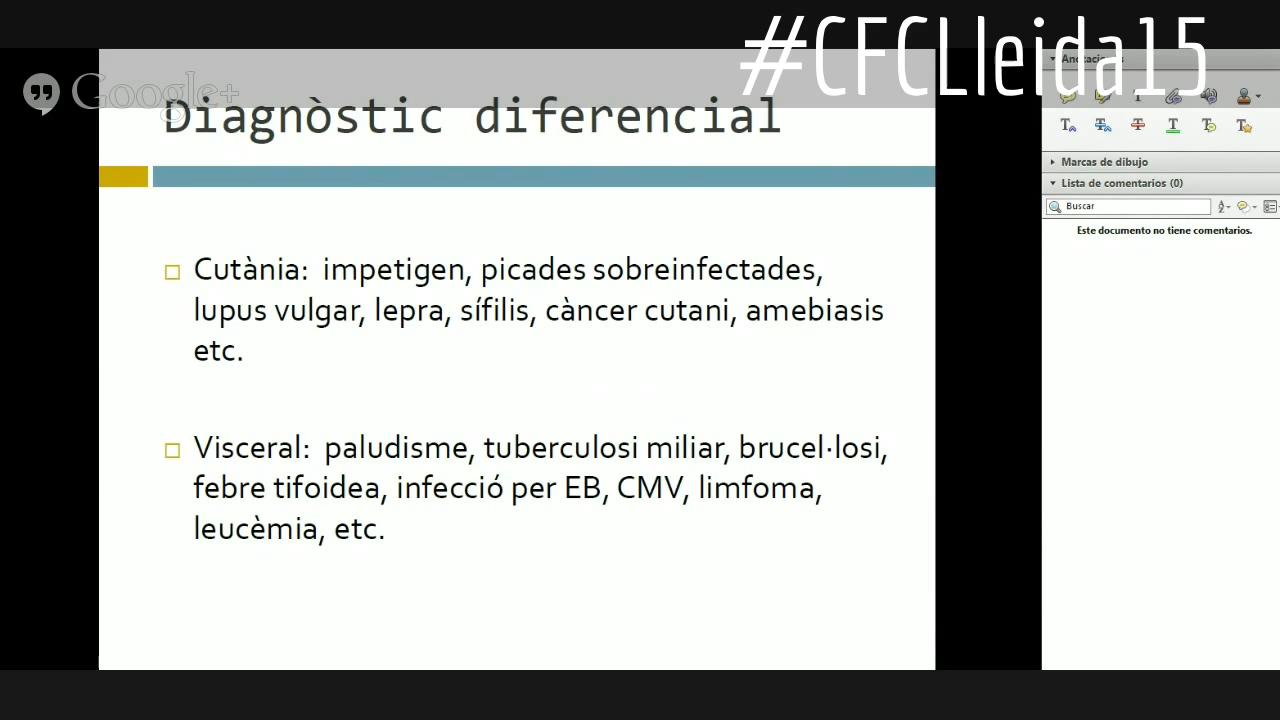 #CFCLleida15
Google+
Diagnòstic diferencial
Cutània: impetigen, picades sobreinfectades,
lupus vulgar, lepra, sífilis, càncer cutani, amebiasis
etc.
Visceral: paludisme, tuberculosi miliar, brucel·losi,
febre tifoidea, infecció per EB, CMV, limfoma,
leucèmia, etc.
Anotaciones
Marcas de dibujo
Lista de comentarios (0)
Buscar
Este documento no tiene comentarios.